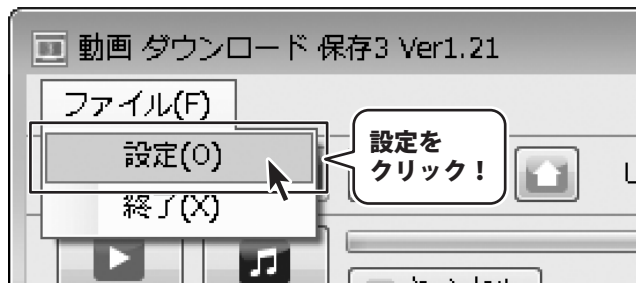 動画 ダウンロード 保存3 Ver1.21
ファイル(F)
設定(O)
設定を
クリック！
終了(X)